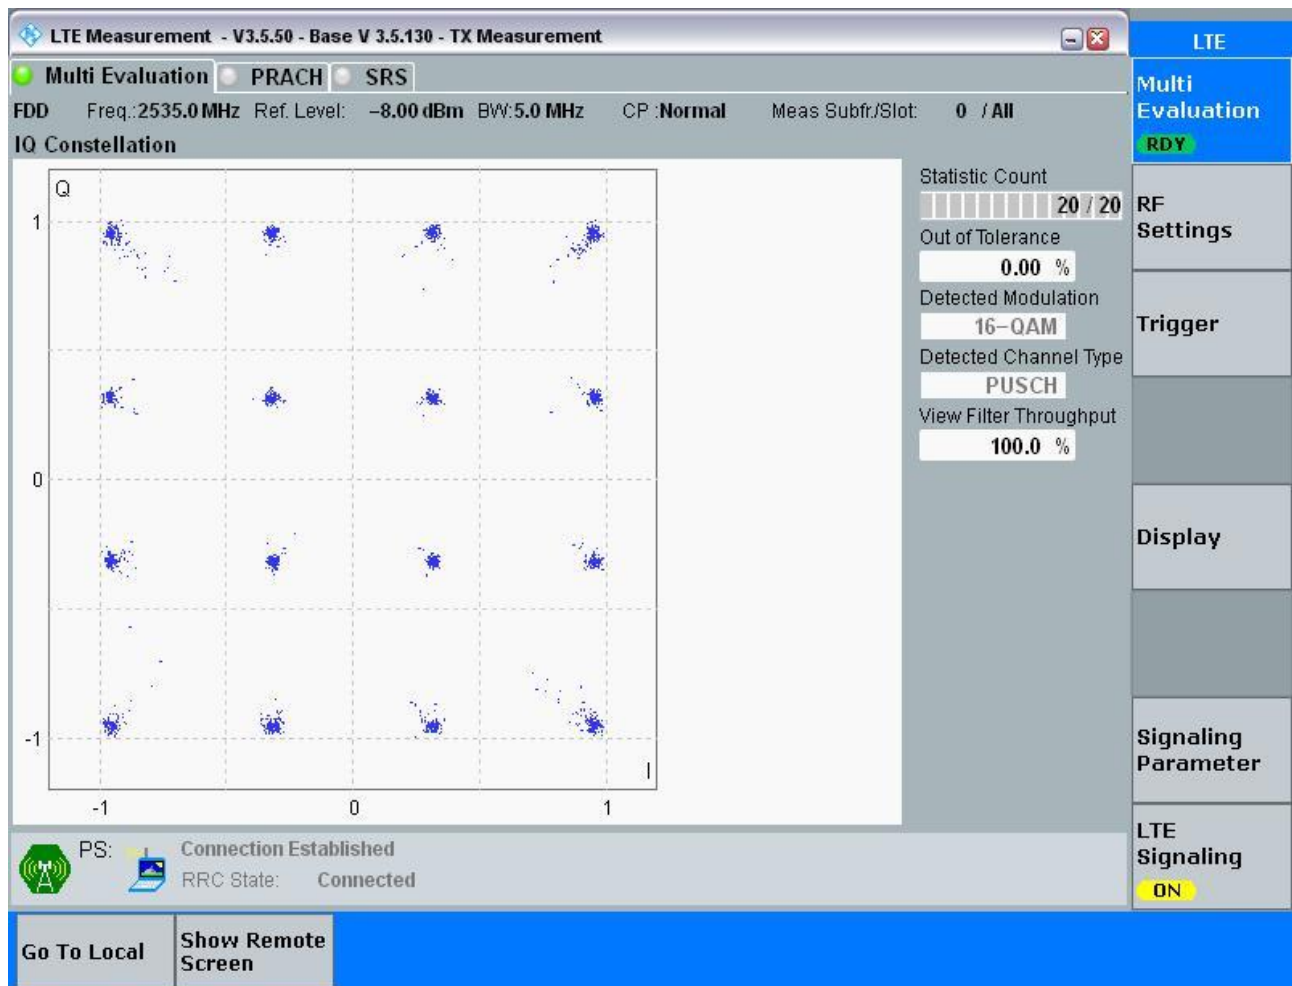 LTE Measurement - V3.5.50 - Base V 3.5.130 - TX Measurement
Multi Evaluation PRACH SRS
FDD Freq.:2535.0 MHz Ref. Level: −8.00 dBm BW:5.0 MHz CP :Normal Meas Subfr./Slot: 0 / All
IQ Constellation
Q
1
0
-1
I
-1 0 1
Statistic Count
20 / 20
Out of Tolerance
0.00 %
Detected Modulation
16−QAM
Detected Channel Type
PUSCH
View Filter Throughput
100.0 %
PS: Connection Established
RRC State: Connected
LTE
Multi
Evaluation
RDY
RF
Settings
Trigger
Display
Signaling
Parameter
LTE
Signaling
ON
Go To Local
Show Remote
Screen